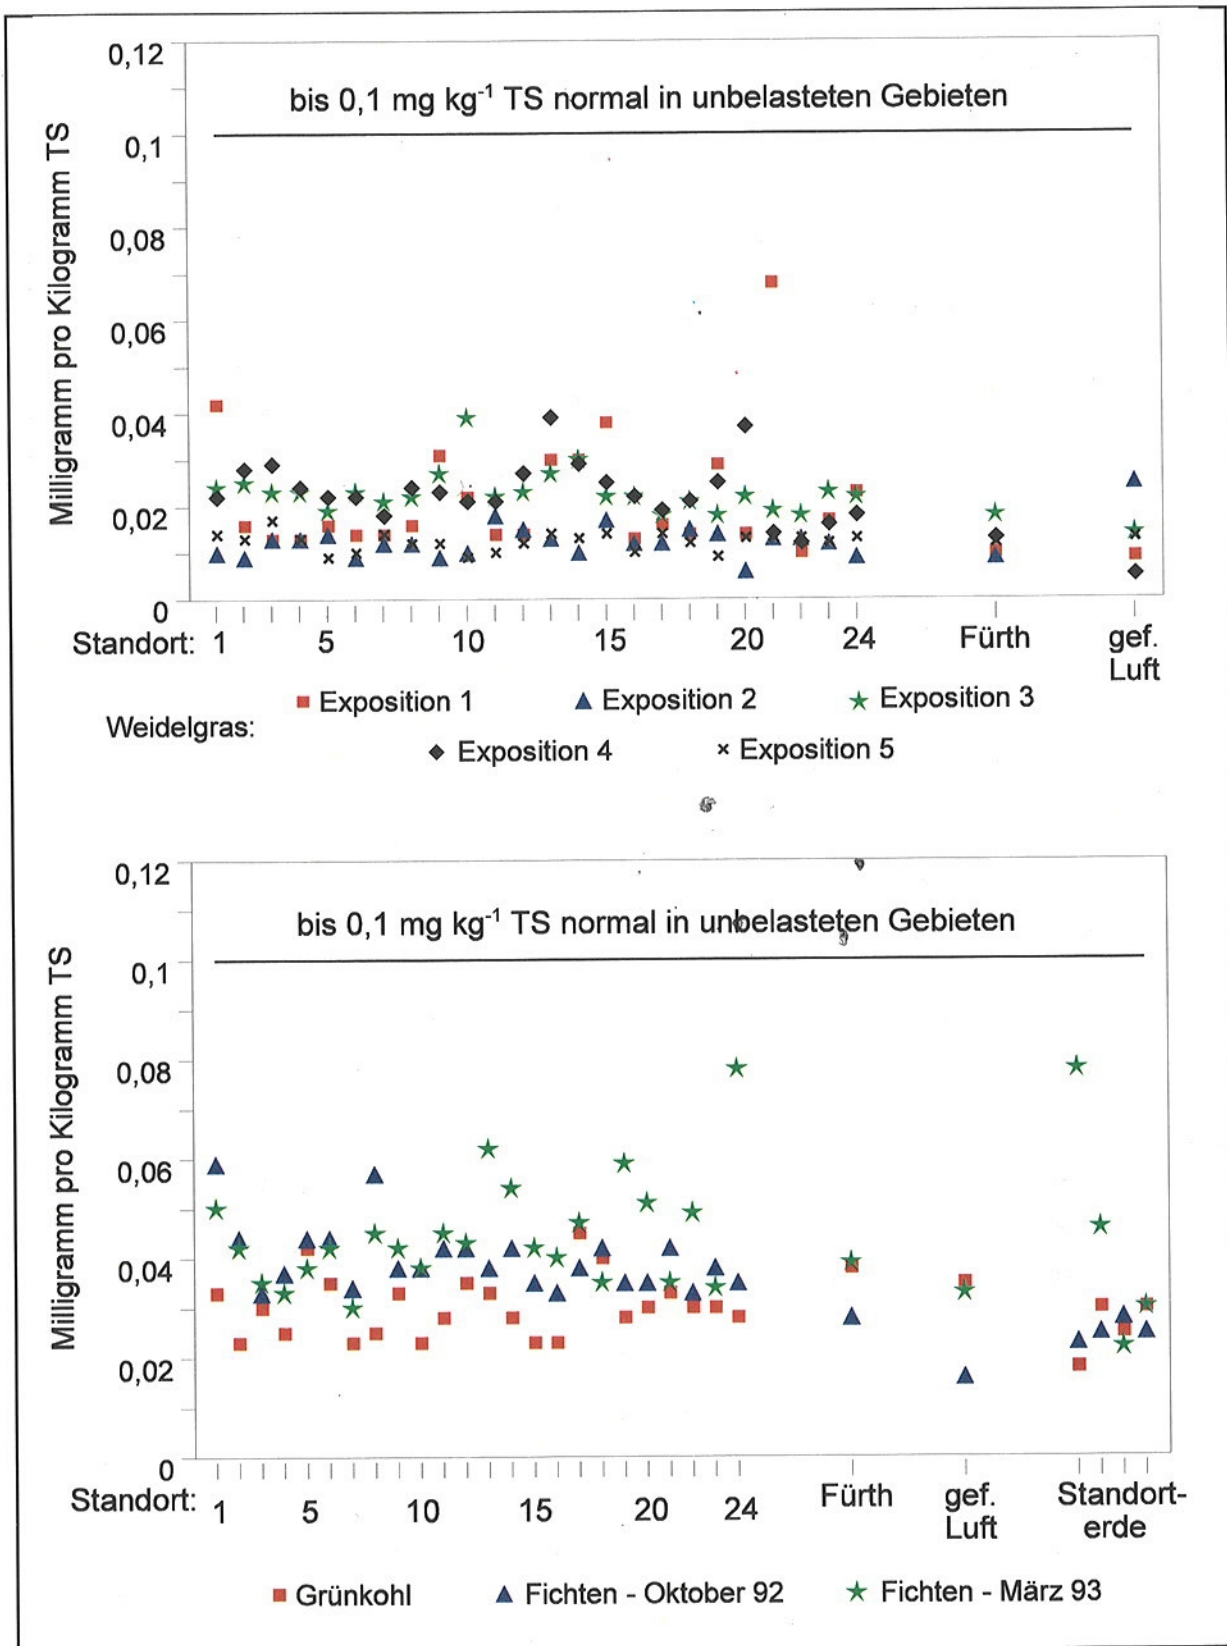 0,12
bis 0,1 mg kg⁻¹ TS normal in unbelasteten Gebieten
0,1
0,08
0,06
0,04
0,02
0
Milligramm pro Kilogramm TS
Standort: 1 5 10 15 20 24 Fürth gef. Luft
Weidelgras:
Exposition 1 Exposition 2 Exposition 3
Exposition 4 Exposition 5
0,12
bis 0,1 mg kg⁻¹ TS normal in unbelasteten Gebieten
0,1
0,08
0,06
0,04
0,02
0
Milligramm pro Kilogramm TS
Standort: 1 5 10 15 20 24 Fürth gef. Luft Standort-
erde
Grünkohl Fichten - Oktober 92 Fichten - März 93